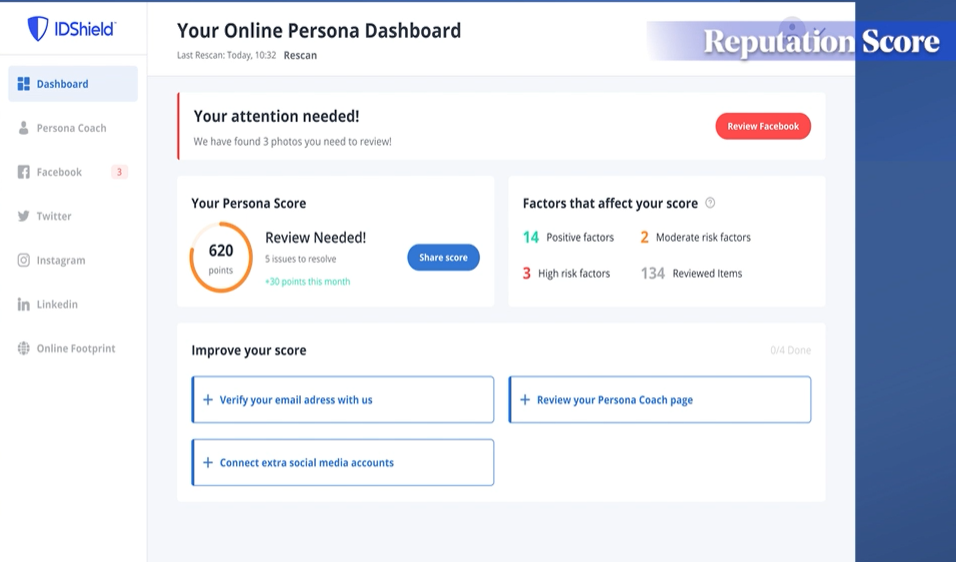 IDShield
Your Online Persona Dashboard
Last Rescan: Today, 10:32 Rescan
Reputation Score
Dashboard
Persona Coach
Facebook 3
Twitter
Instagram
Linkedin
Online Footprint
Your attention needed!
We have found 3 photos you need to review!
Review Facebook
Your Persona Score
620
points
Review Needed!
5 issues to resolve
+30 points this month
Share score
Factors that affect your score ?
14 Positive factors
2 Moderate risk factors
3 High risk factors
134 Reviewed Items
Improve your score
0/4 Done
+ Verify your email adress with us
+ Review your Persona Coach page
+ Connect extra social media accounts